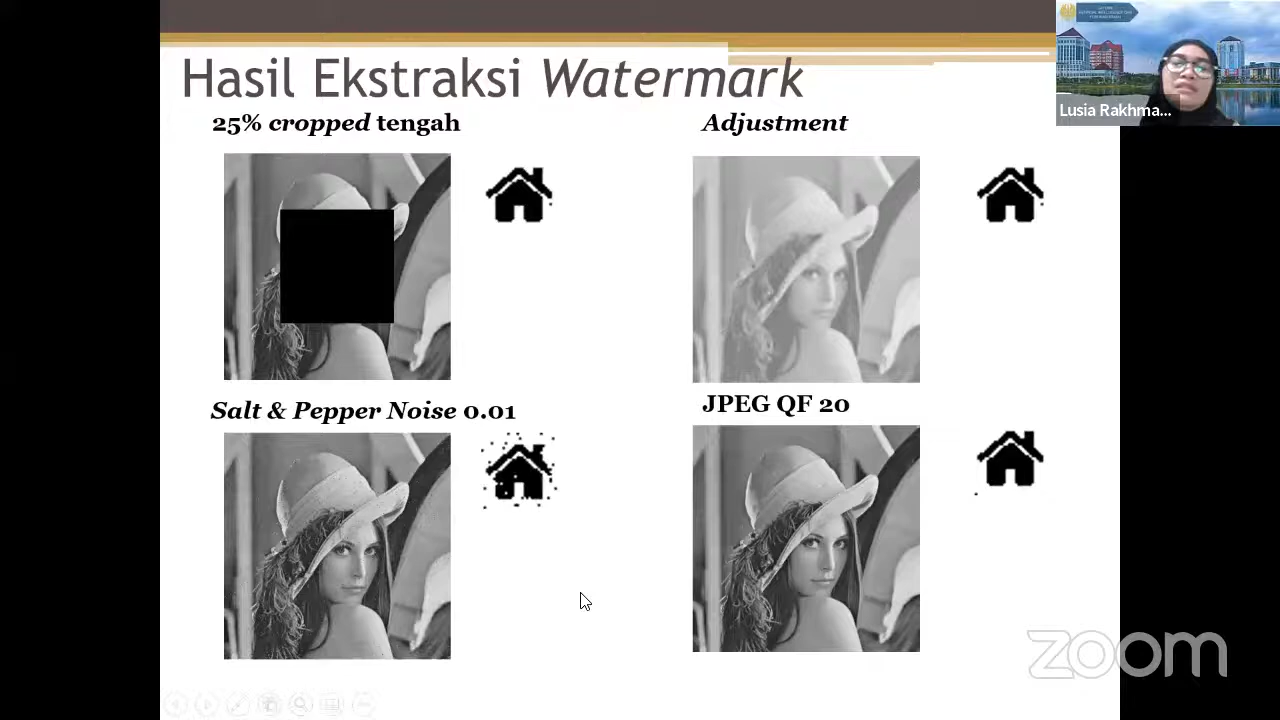 Hasil Ekstraksi Watermark
25% cropped tengah
Adjustment
Salt & Pepper Noise 0.01
JPEG QF 20
Lusia Rakhma...
zoom